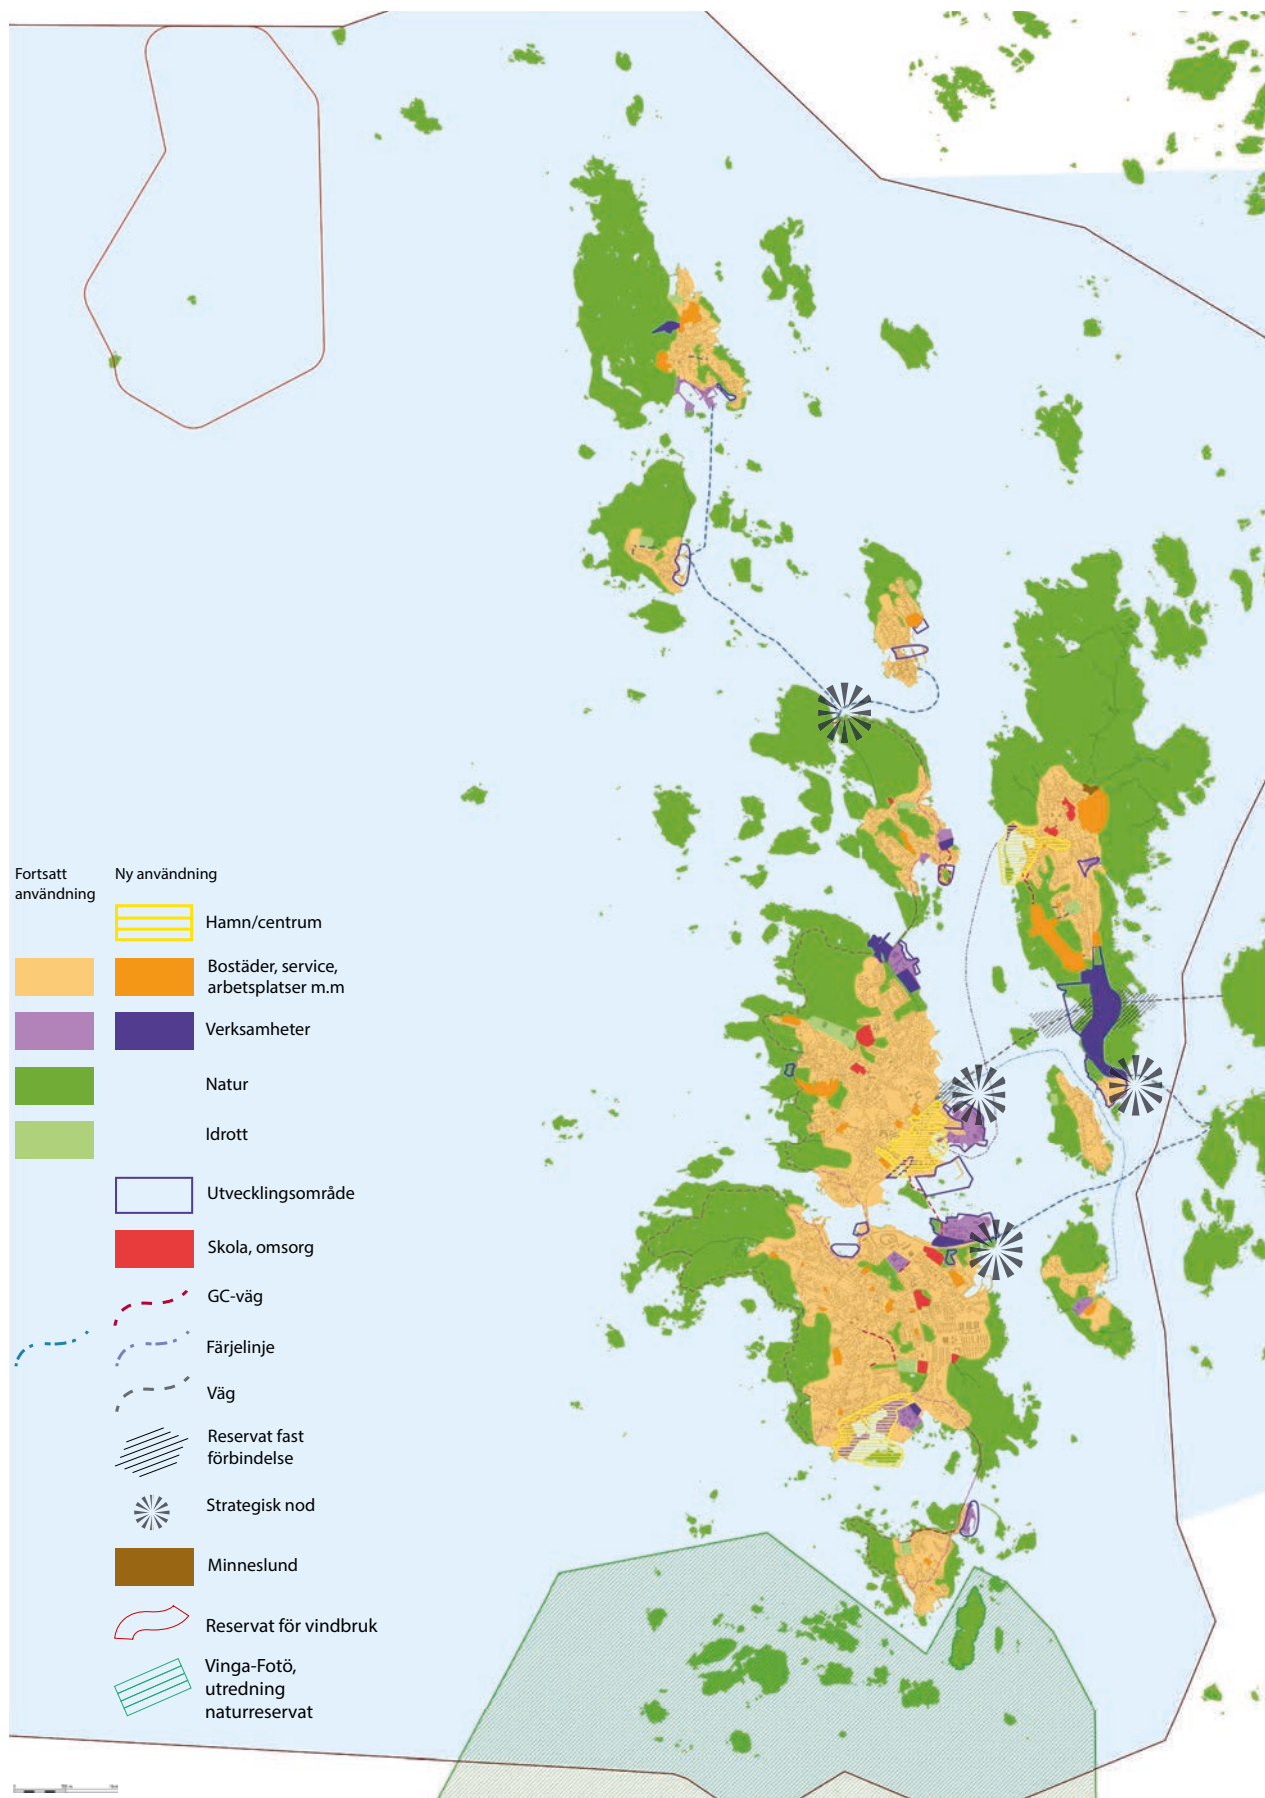 Fortsatt
användning
Ny användning
Hamn/centrum
Bostäder, service,
arbetsplatser m.m
Verksamheter
Natur
Idrott
Utvecklingsområde
Skola, omsorg
GC-väg
Färjelinje
Väg
Reservat fast
förbindelse
Strategisk nod
Minneslund
Reservat för vindbruk
Vinga-Fotö,
utredning
naturreservat